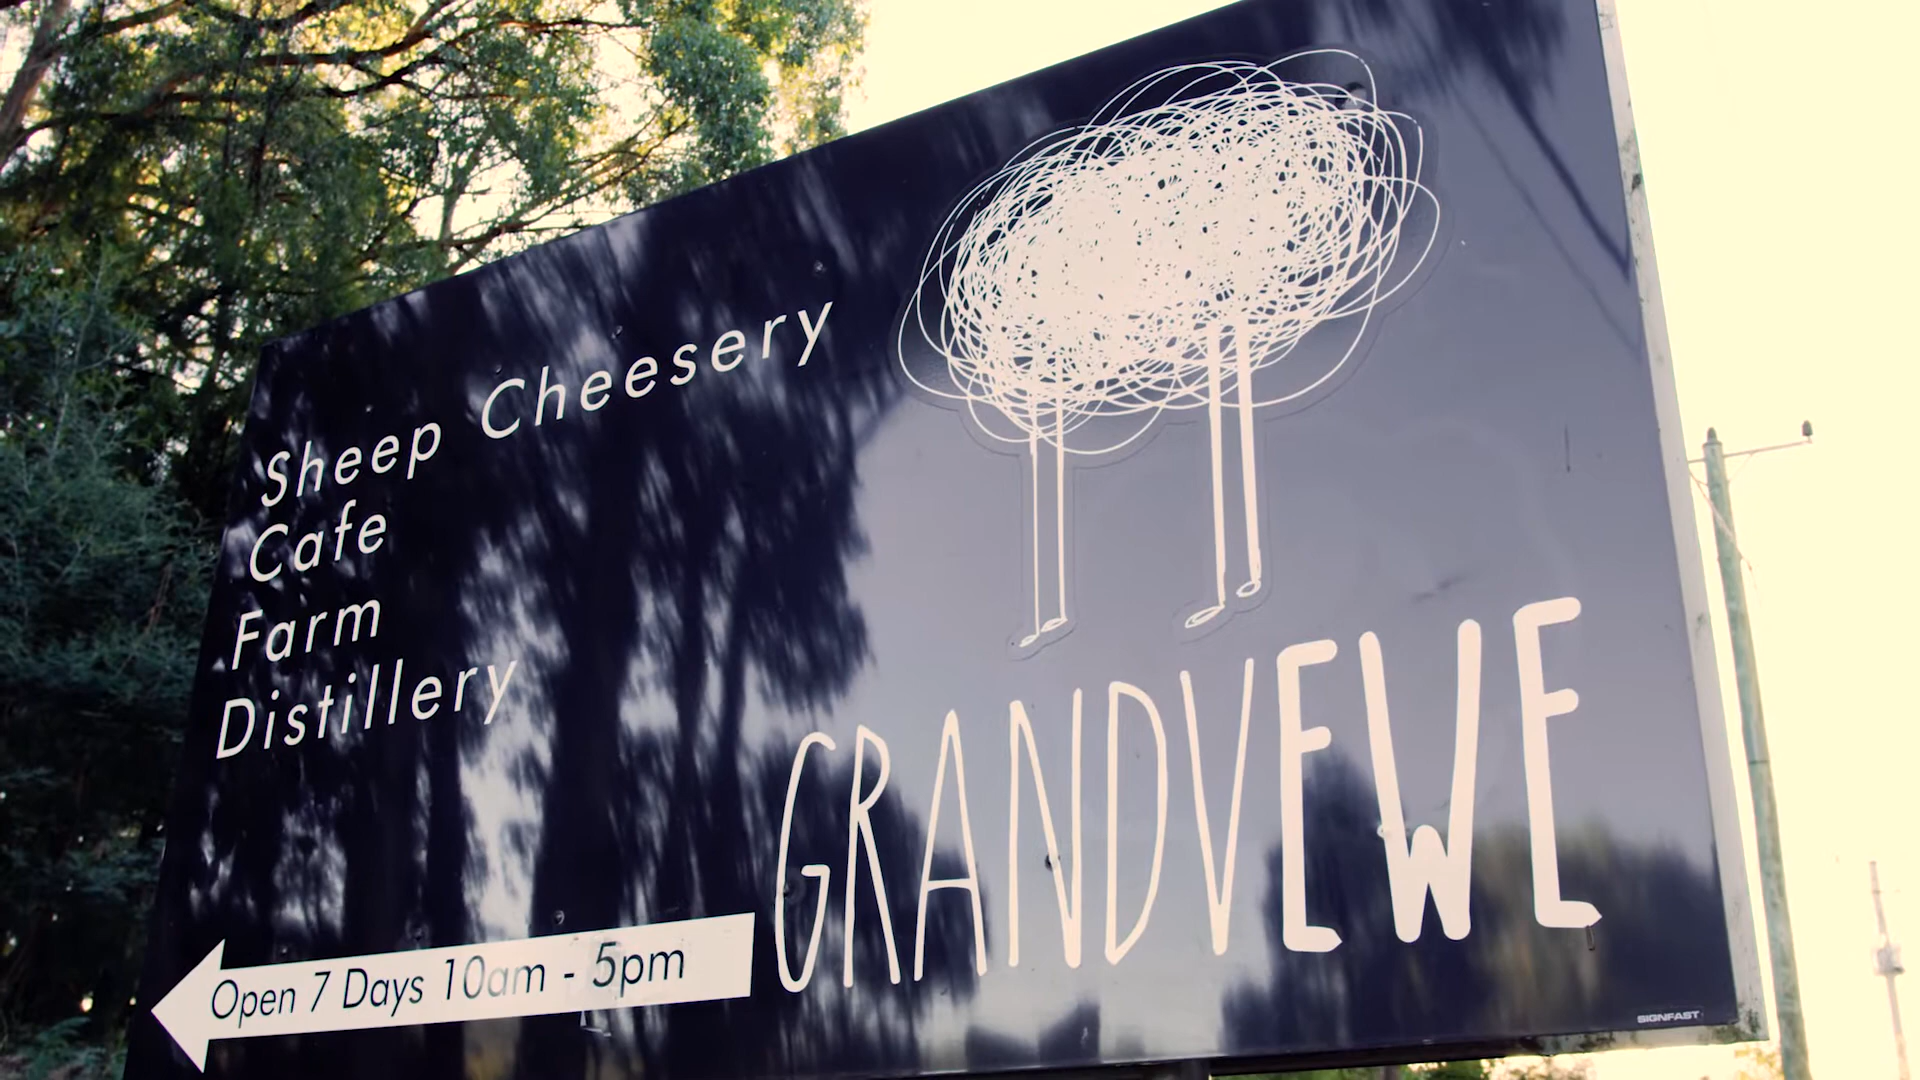 Sheep Cheesery
Cafe
Farm
Distillery
GRANDVEWE
Open 7 Days 10am - 5pm
SIGNFAST